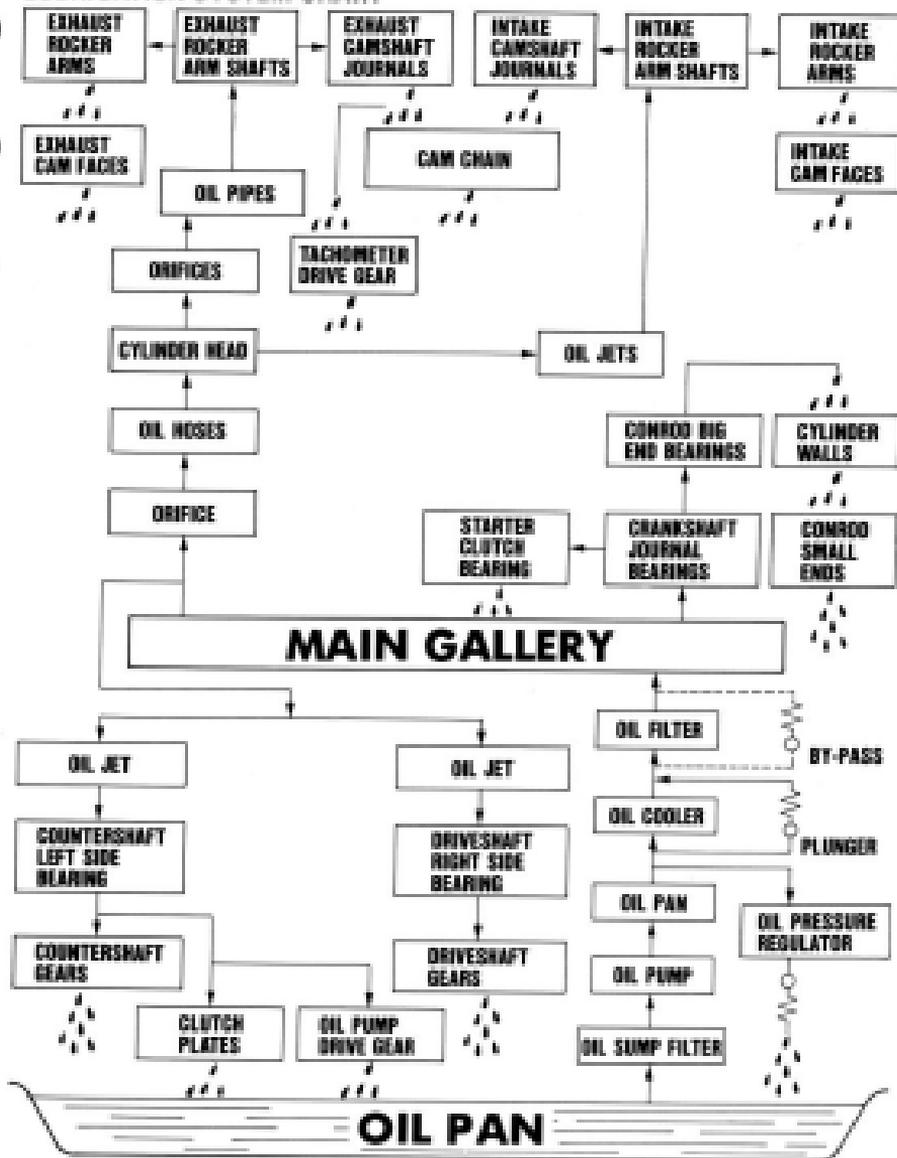 EXHAUST
ROCKER
ARMS
EXHAUST
ROCKER
ARM SHAFTS
EXHAUST
CAMSHAFT
JOURNALS
INTAKE
CAMSHAFT
JOURNALS
INTAKE
ROCKER
ARM SHAFTS
INTAKE
ROCKER
ARMS
EXHAUST
CAM FACES
CAM CHAIN
INTAKE
CAM FACES
OIL PIPES
ORIFICES
TACHOMETER
DRIVE GEAR
CYLINDER HEAD
OIL JETS
OIL HOSES
CONROD BIG
END BEARINGS
CYLINDER
WALLS
ORIFICE
STARTER
CLUTCH
BEARING
CRANKSHAFT
JOURNAL
BEARINGS
CONROD
SMALL
ENDS
MAIN GALLERY
OIL FILTER
BY-PASS
OIL JET
OIL JET
OIL COOLER
PLUNGER
COUNTERSHAFT
LEFT SIDE
BEARING
DRIVESHAFT
RIGHT SIDE
BEARING
OIL PAN
OIL PRESSURE
REGULATOR
COUNTERSHAFT
GEARS
DRIVESHAFT
GEARS
OIL PUMP
CLUTCH
PLATES
OIL PUMP
DRIVE GEAR
OIL SUMP FILTER
OIL PAN